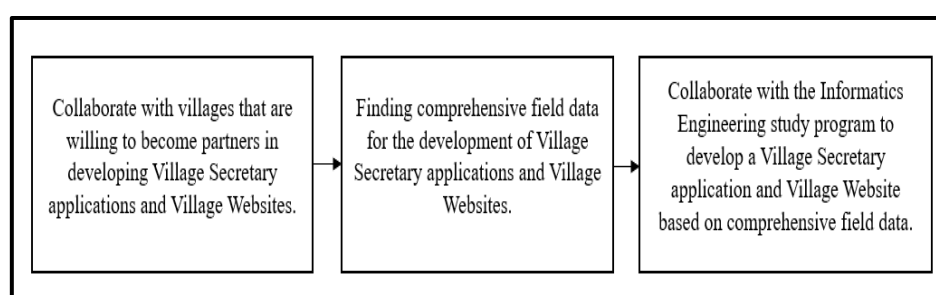 Collaborate with villages that are
willing to become partners in
developing Village Secretary
applications and Village Websites.
Finding comprehensive field data
for the development of Village
Secretary applications and Village
Websites.
Collaborate with the Informatics
Engineering study program to
develop a Village Secretary
application and Village Website
based on comprehensive field data.